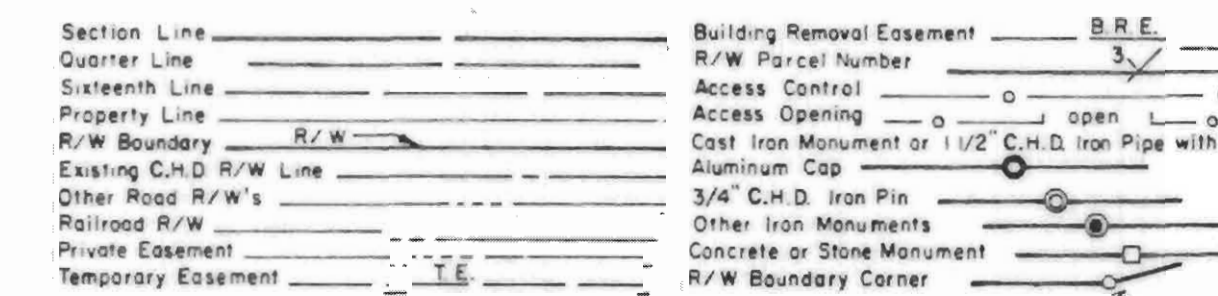 Section Line
Quarter Line
Sixteenth Line
Property Line
R/W Boundary R/W
Existing C.H.D R/W Line
Other Road R/W's
Railroad R/W
Private Easement
Temporary Easement T.E.
Building Removal Easement B.R.E.
R/W Parcel Number 3
Access Control
Access Opening open
Cast Iron Monument or 1 1/2" C.H.D. Iron Pipe with
Aluminum Cap
3/4" C.H.D. Iron Pin
Other Iron Monuments
Concrete or Stone Monument
R/W Boundary Corner